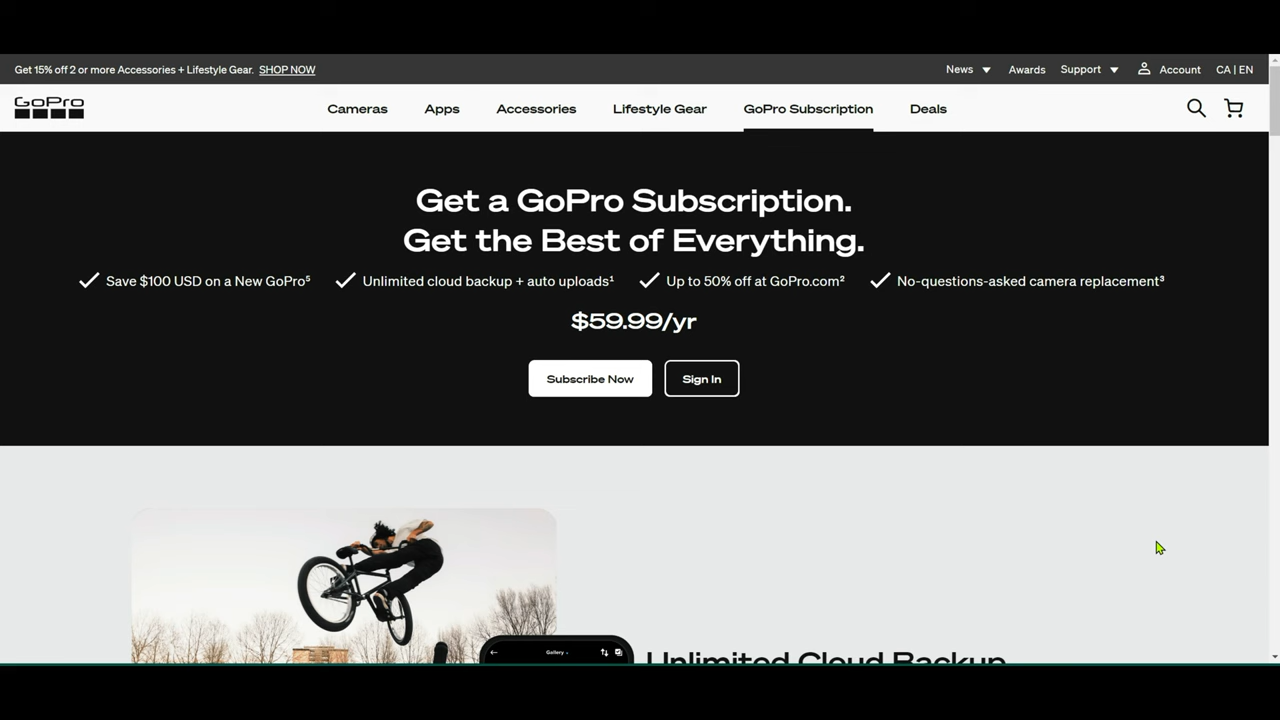 Get 15% off 2 or more Accessories + Lifestyle Gear. SHOP NOW
News Awards Support Account CA | EN
GoPro
Cameras Apps Accessories Lifestyle Gear GoPro Subscription Deals
Get a GoPro Subscription.
Get the Best of Everything.
Save $100 USD on a New GoPro⁵ Unlimited cloud backup + auto uploads¹ Up to 50% off at GoPro.com² No-questions-asked camera replacement³
$59.99/yr
Subscribe Now Sign In
Gallery
Unlimited Cloud Backup